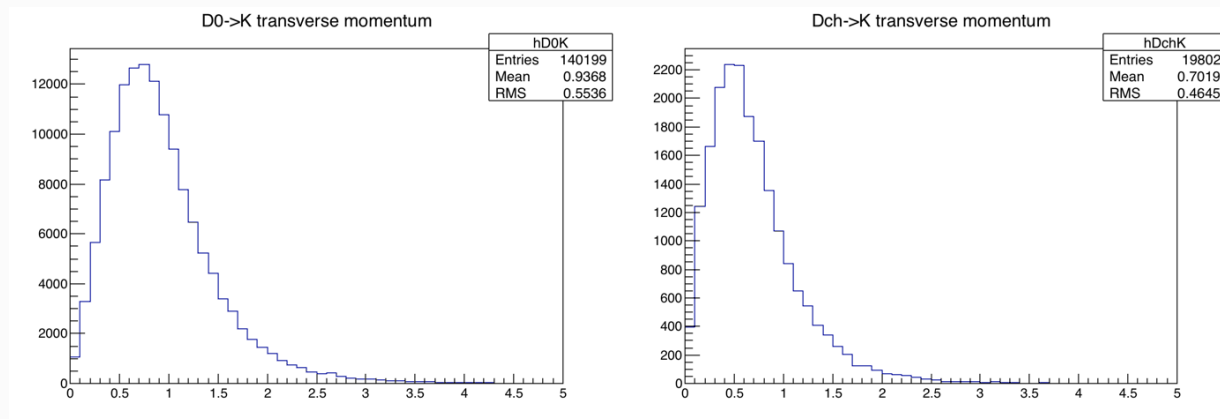 D0->K transverse momentum
hD0K
Entries 140199
Mean 0.9368
RMS 0.5536
12000
10000
8000
6000
4000
2000
0
0 0.5 1 1.5 2 2.5 3 3.5 4 4.5 5
Dch->K transverse momentum
hDchK
Entries 19802
Mean 0.7019
RMS 0.4645
2200
2000
1800
1600
1400
1200
1000
800
600
400
200
0
0 0.5 1 1.5 2 2.5 3 3.5 4 4.5 5